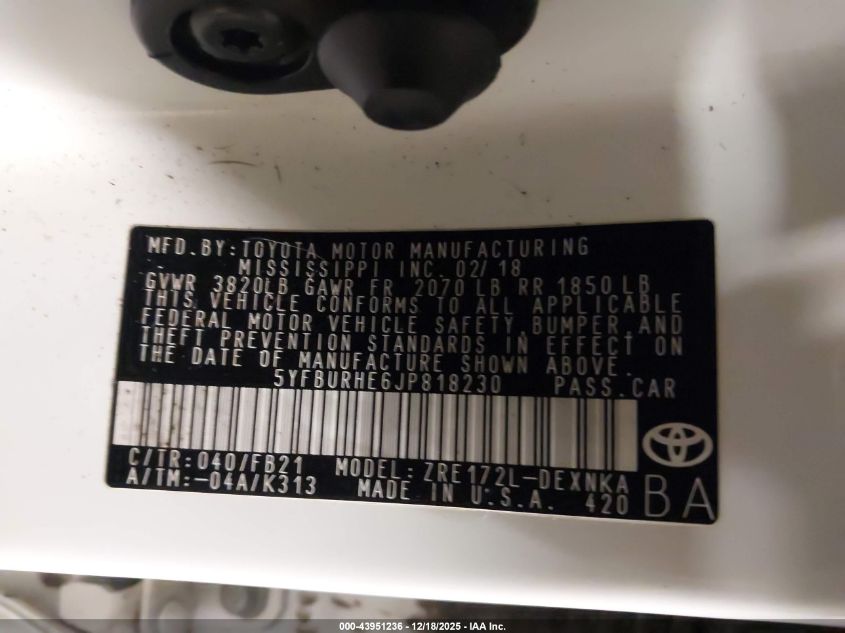 MFD. BY: TOYOTA MOTOR MANUFACTURING
MISSISSIPPI INC. 02/18
GVWR 3820LB GAWR FR 2070 LB RR 1850 LB
THIS VEHICLE CONFORMS TO ALL APPLICABLE
FEDERAL MOTOR VEHICLE SAFETY, BUMPER, AND
THEFT PREVENTION STANDARDS IN EFFECT ON
THE DATE OF MANUFACTURE SHOWN ABOVE.
5YFBURHE6JP818230 PASS. CAR
C/TR: 040/FB21 MODEL: ZRE172L-DEXNKA
A/TM: -04A/K313 MADE IN U.S.A. 420 BA
000-43951236 - 12/18/2025 - IAA Inc.